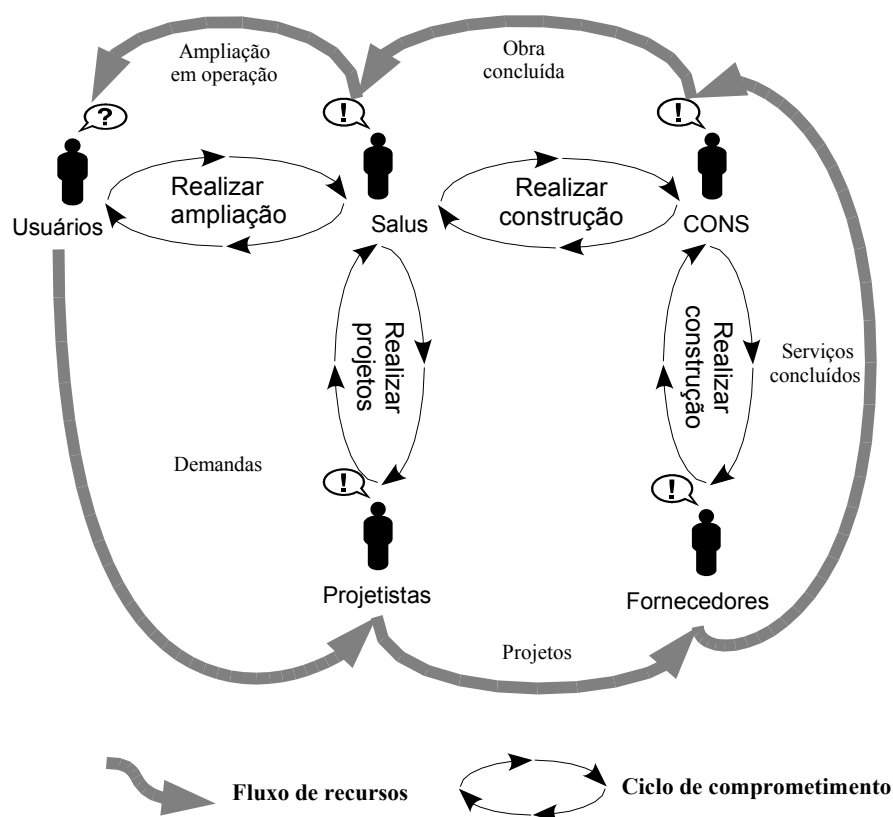 Ampliação
em operação
Obra
concluída
?
!
!
Realizar
ampliação
Realizar
construção
Usuários
Salus
CONS
Realizar
projetos
Realizar
construção
Serviços
concluídos
Demandas
!
!
Projetistas
Fornecedores
Projetos
Fluxo de recursos
Ciclo de comprometimento